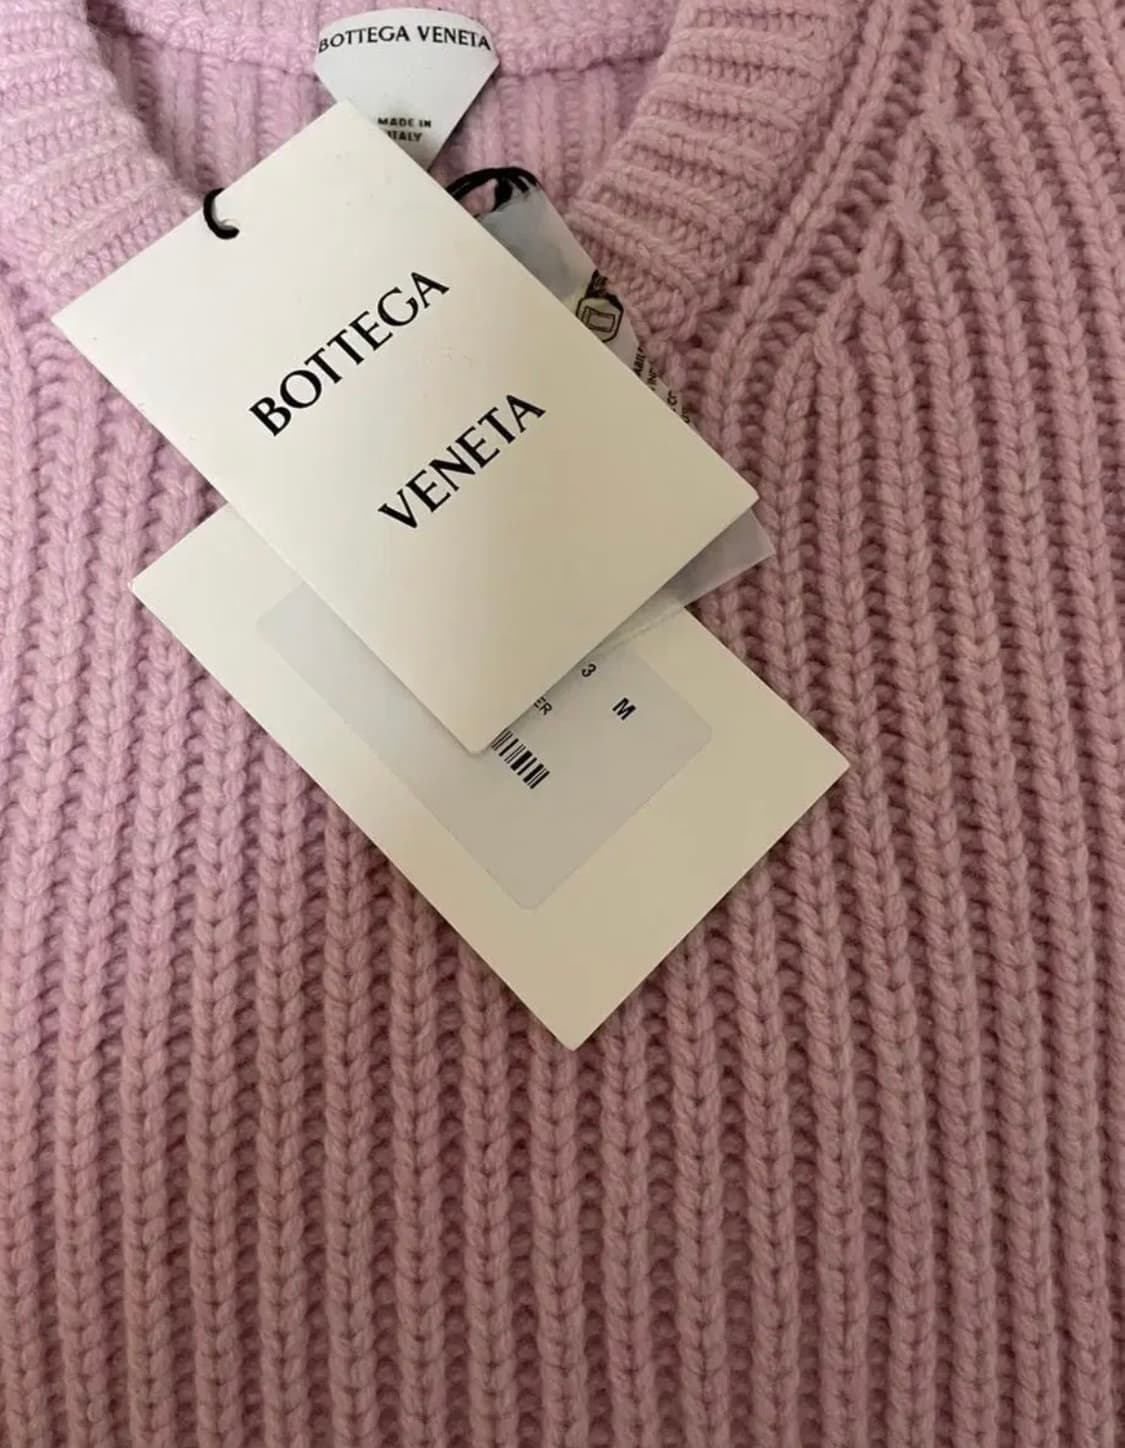 BOTTEGA VENETA
MADE IN
ITALY
BOTTEGA
VENETA
3
M